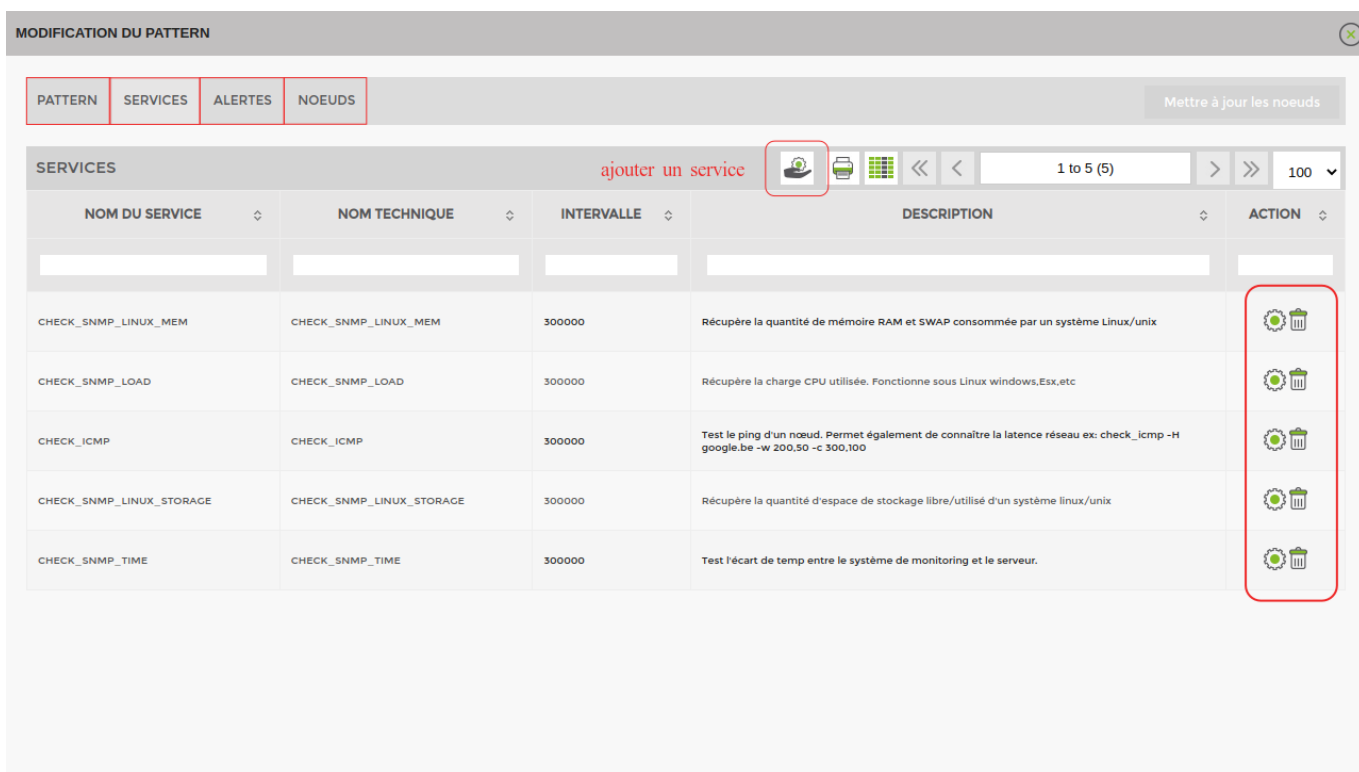 MODIFICATION DU PATTERN
PATTERN SERVICES ALERTES NOEUDS Mettre à jour les noeuds
SERVICES ajouter un service 1 to 5 (5) 100
NOM DU SERVICE NOM TECHNIQUE INTERVALLE DESCRIPTION ACTION
CHECK_SNMP_LINUX_MEM CHECK_SNMP_LINUX_MEM 300000 Récupère la quantité de mémoire RAM et SWAP consommée par un système Linux/unix
CHECK_SNMP_LOAD CHECK_SNMP_LOAD 300000 Récupère la charge CPU utilisée. Fonctionne sous Linux windows,Esx,etc
CHECK_ICMP CHECK_ICMP 300000 Test le ping d'un nœud. Permet également de connaître la latence réseau ex: check_icmp -H
google.be -w 200,50 -c 300,100
CHECK_SNMP_LINUX_STORAGE CHECK_SNMP_LINUX_STORAGE 300000 Récupère la quantité d'espace de stockage libre/utilisé d'un système linux/unix
CHECK_SNMP_TIME CHECK_SNMP_TIME 300000 Test l'écart de temp entre le système de monitoring et le serveur.